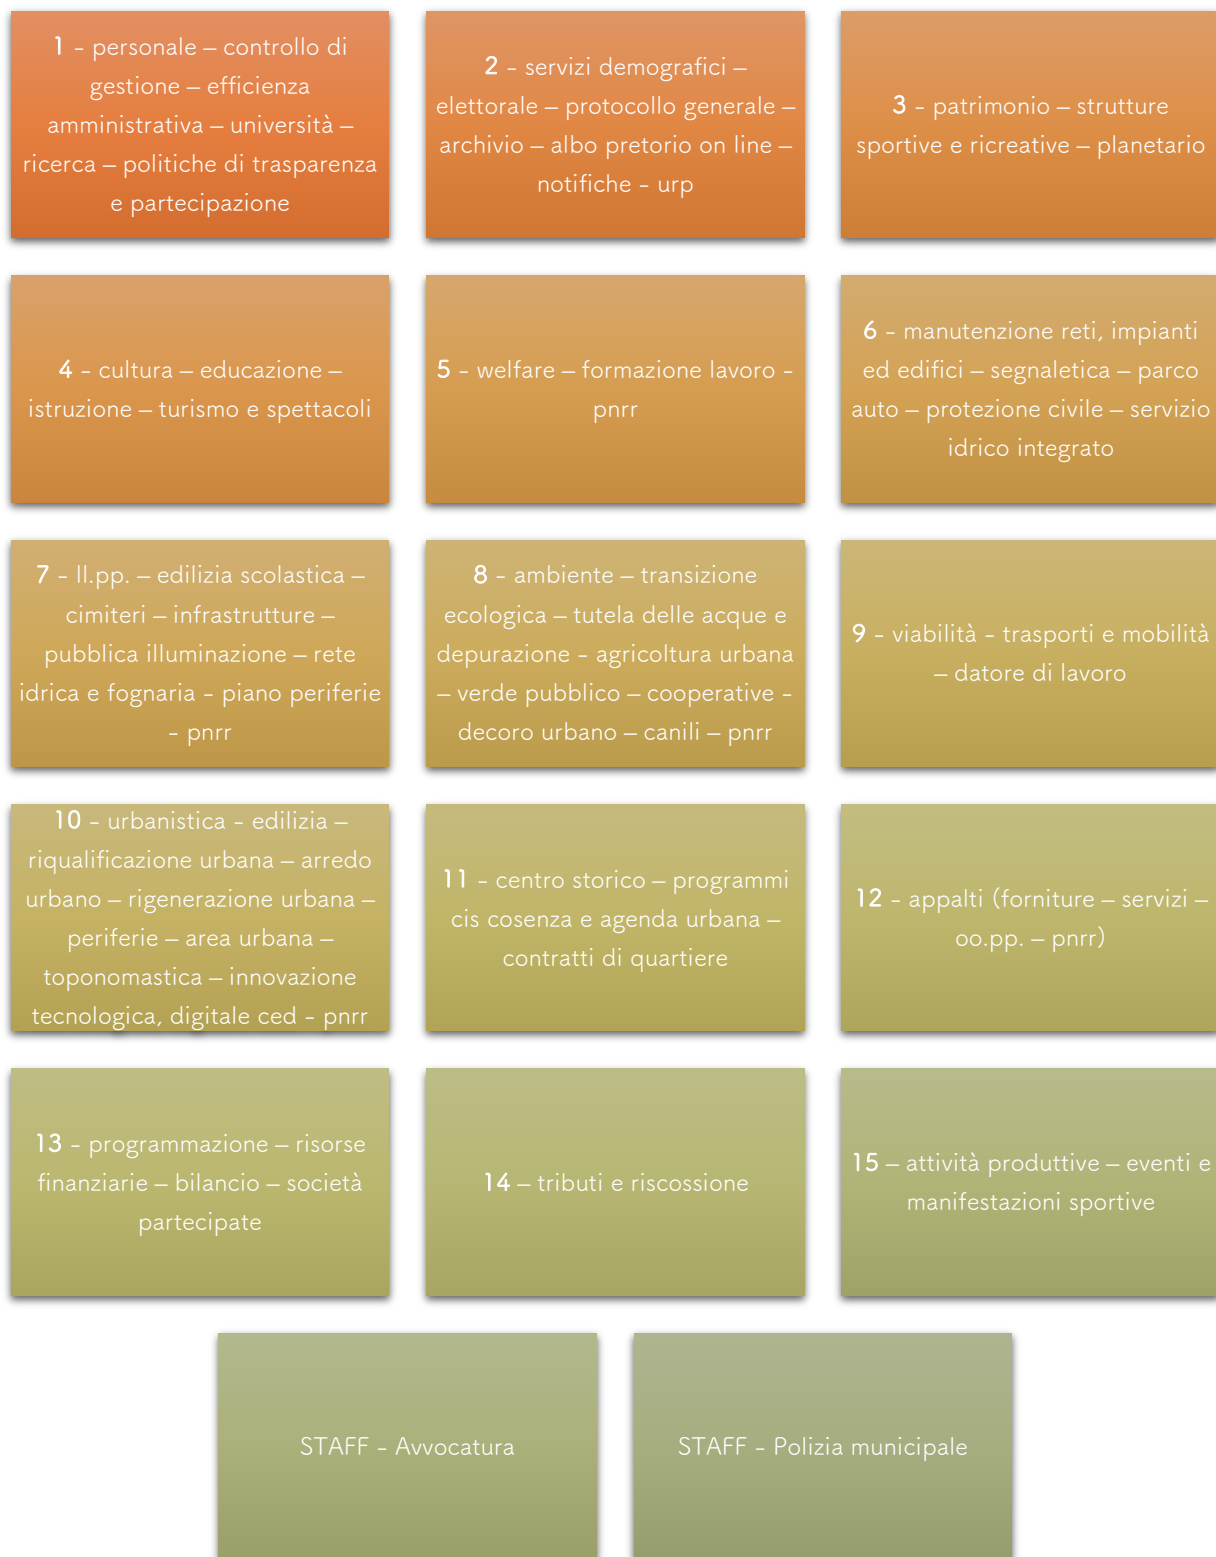 1 - personale – controllo di
gestione – efficienza
amministrativa – università –
ricerca – politiche di trasparenza
e partecipazione
2 - servizi demografici –
elettorale – protocollo generale –
archivio – albo pretorio on line –
notifiche - urp
3 - patrimonio – strutture
sportive e ricreative – planetario
4 - cultura – educazione –
istruzione – turismo e spettacoli
5 - welfare – formazione lavoro -
pnrr
6 - manutenzione reti, impianti
ed edifici – segnaletica – parco
auto – protezione civile – servizio
idrico integrato
7 - ll.pp. – edilizia scolastica –
cimiteri – infrastrutture –
pubblica illuminazione – rete
idrica e fognaria - piano periferie
- pnrr
8 - ambiente – transizione
ecologica – tutela delle acque e
depurazione - agricoltura urbana
– verde pubblico – cooperative -
decoro urbano – canili – pnrr
9 - viabilità - trasporti e mobilità
– datore di lavoro
10 - urbanistica - edilizia –
riqualificazione urbana – arredo
urbano – rigenerazione urbana –
periferie – area urbana –
toponomastica – innovazione
tecnologica, digitale ced - pnrr
11 - centro storico – programmi
cis cosenza e agenda urbana –
contratti di quartiere
12 - appalti (forniture – servizi –
oo.pp. – pnrr)
13 - programmazione – risorse
finanziarie – bilancio – società
partecipate
14 – tributi e riscossione
15 – attività produttive – eventi e
manifestazioni sportive
STAFF - Avvocatura
STAFF - Polizia municipale